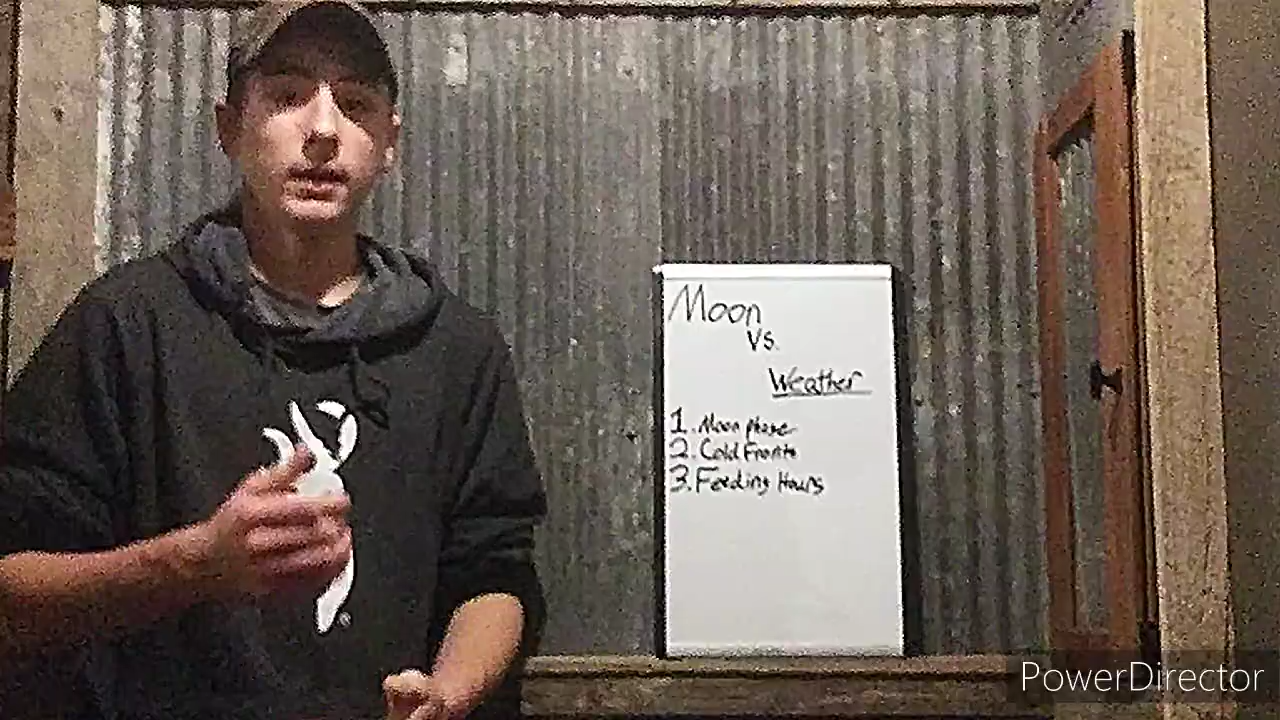 Moon
vs.
Weather
1. Moon phase
2. Cold Fronts
3. Feeding Hours
®
PowerDirector